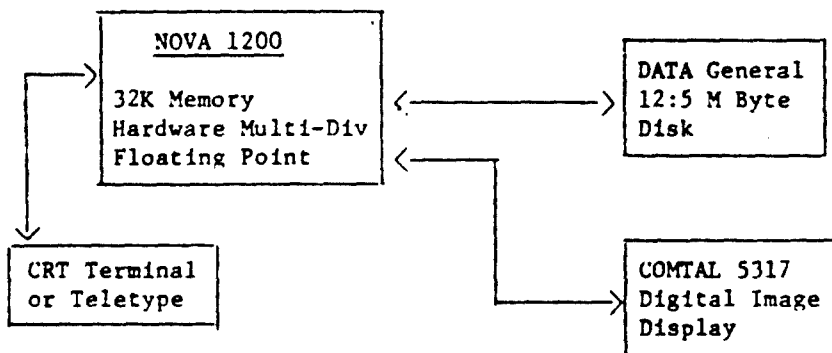 NOVA 1200
32K Memory
Hardware Multi-Div
Floating Point
DATA General
12:5 M Byte
Disk
CRT Terminal
or Teletype
COMTAL 5317
Digital Image
Display